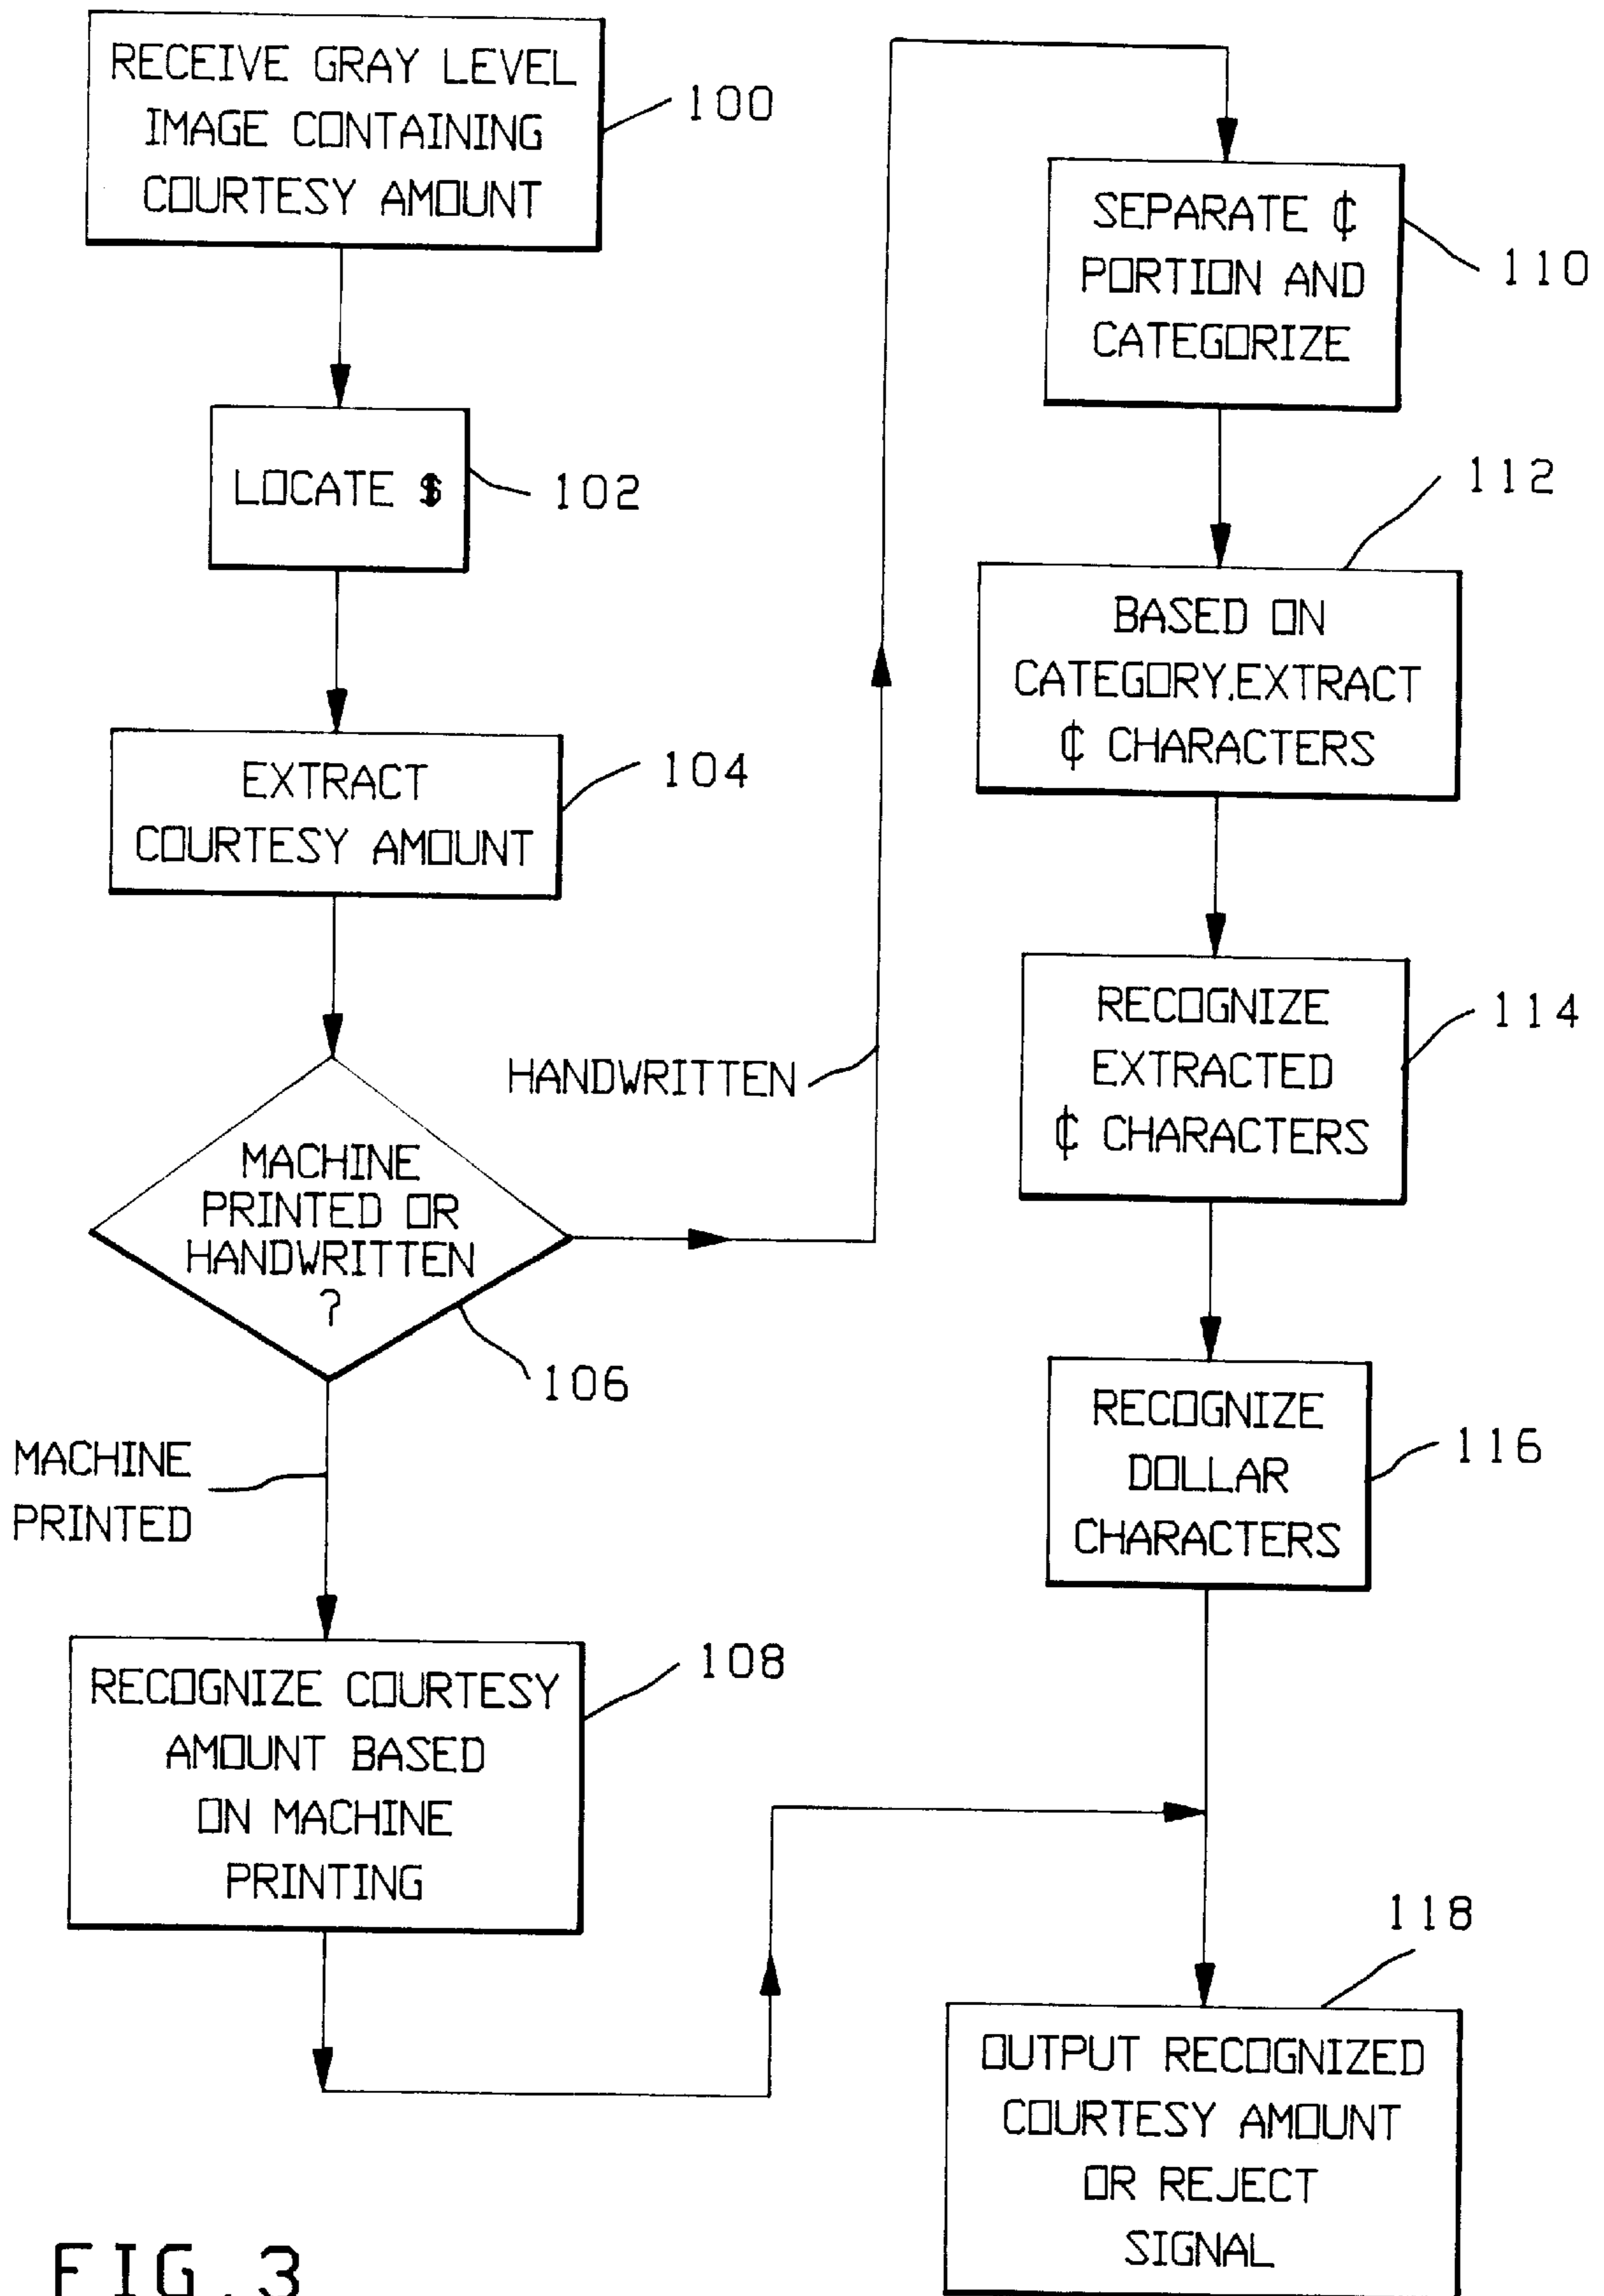 RECEIVE GRAY LEVEL
IMAGE CONTAINING
COURTESY AMOUNT
100
LOCATE $
102
EXTRACT
COURTESY AMOUNT
104
MACHINE
PRINTED OR
HANDWRITTEN
?
106
HANDWRITTEN
MACHINE
PRINTED
RECOGNIZE COURTESY
AMOUNT BASED
ON MACHINE
PRINTING
108
SEPARATE ₵
PORTION AND
CATEGORIZE
110
BASED ON
CATEGORY,EXTRACT
₵ CHARACTERS
112
RECOGNIZE
EXTRACTED
₵ CHARACTERS
114
RECOGNIZE
DOLLAR
CHARACTERS
116
OUTPUT RECOGNIZED
COURTESY AMOUNT
OR REJECT
SIGNAL
118
FIG.3